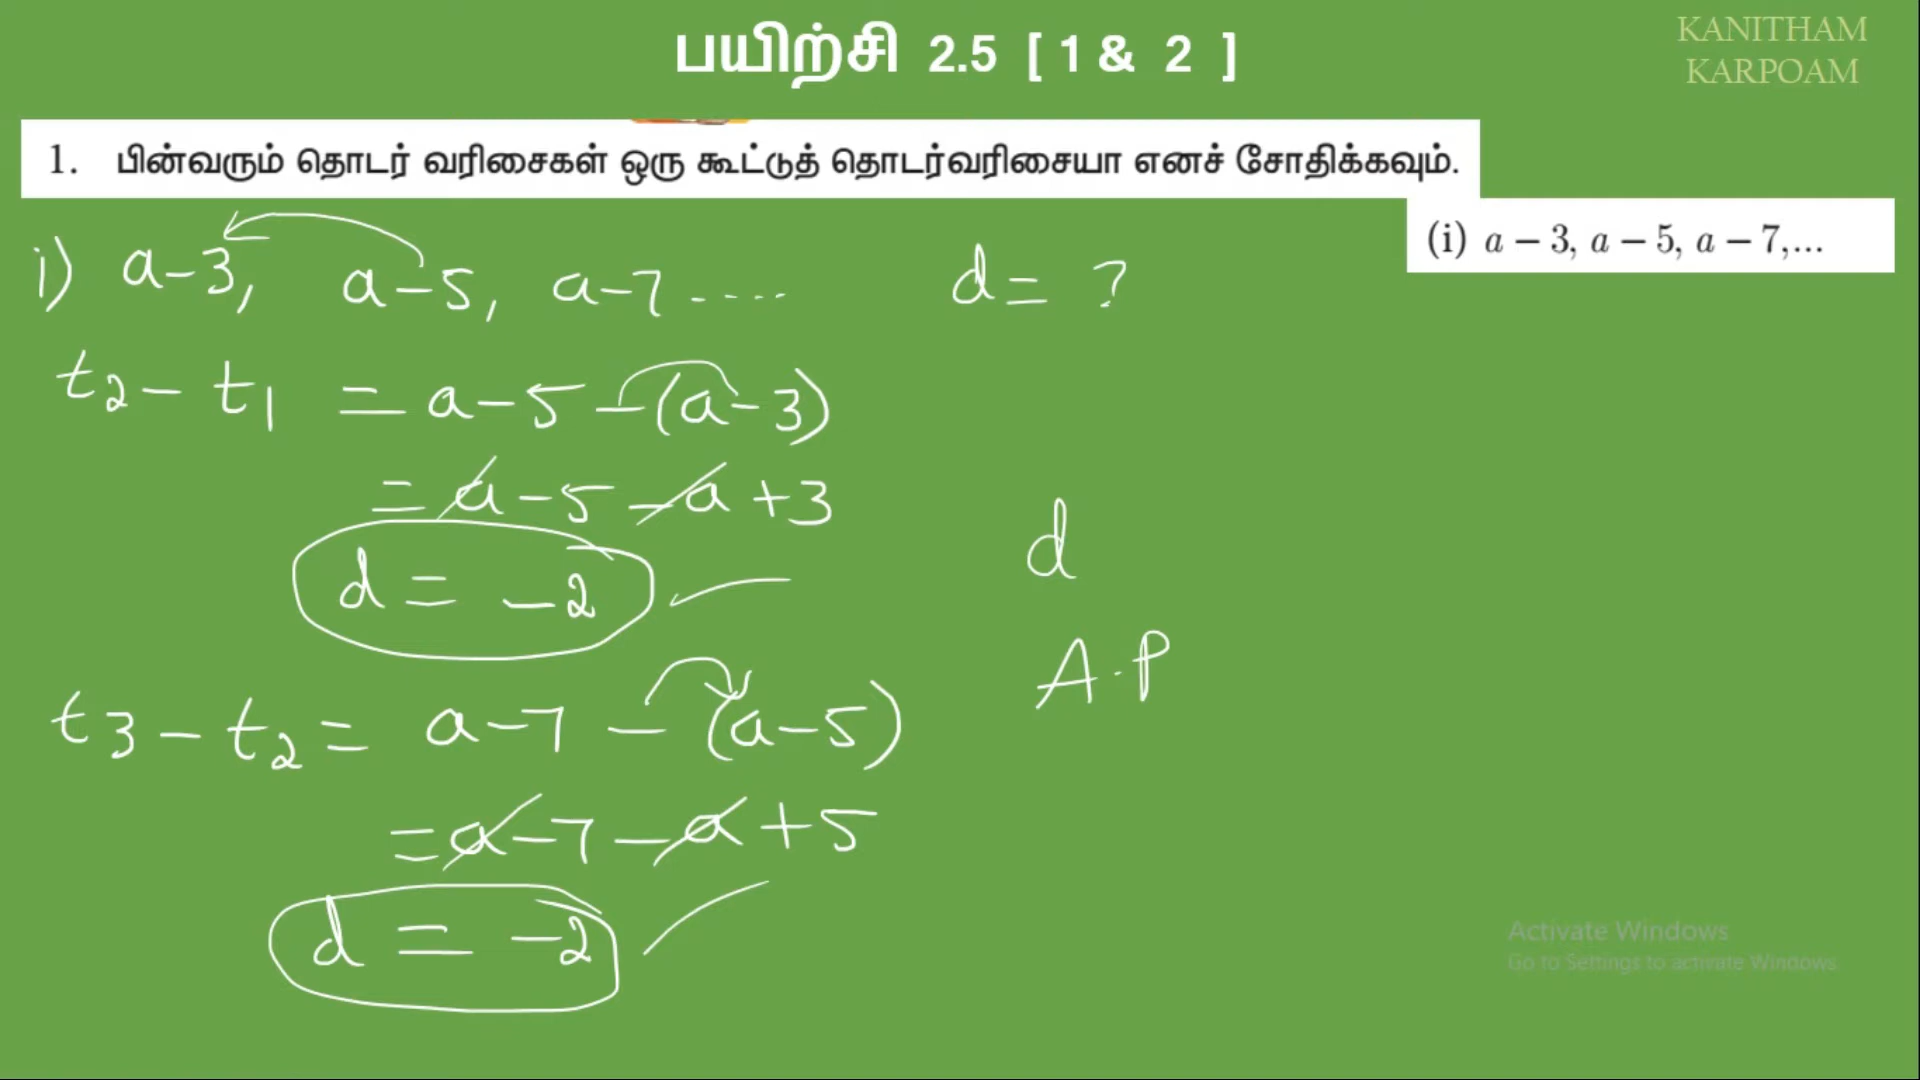 பயிற்சி 2.5 [ 1 & 2 ]
KANITHAM
KARPOAM
1. பின்வரும் தொடர் வரிசைகள் ஒரு கூட்டுத் தொடர்வரிசையா எனச் சோதிக்கவும்.
(i) a − 3, a − 5, a − 7,...
i) a-3, a-5, a-7 ..... d = ?
t2 - t1 = a-5-(a-3)
= a-5-a+3
d = -2
d
A.P
t3 - t2 = a-7-(a-5)
= a-7-a+5
d = -2
Activate Windows
Go to Settings to activate Windows.